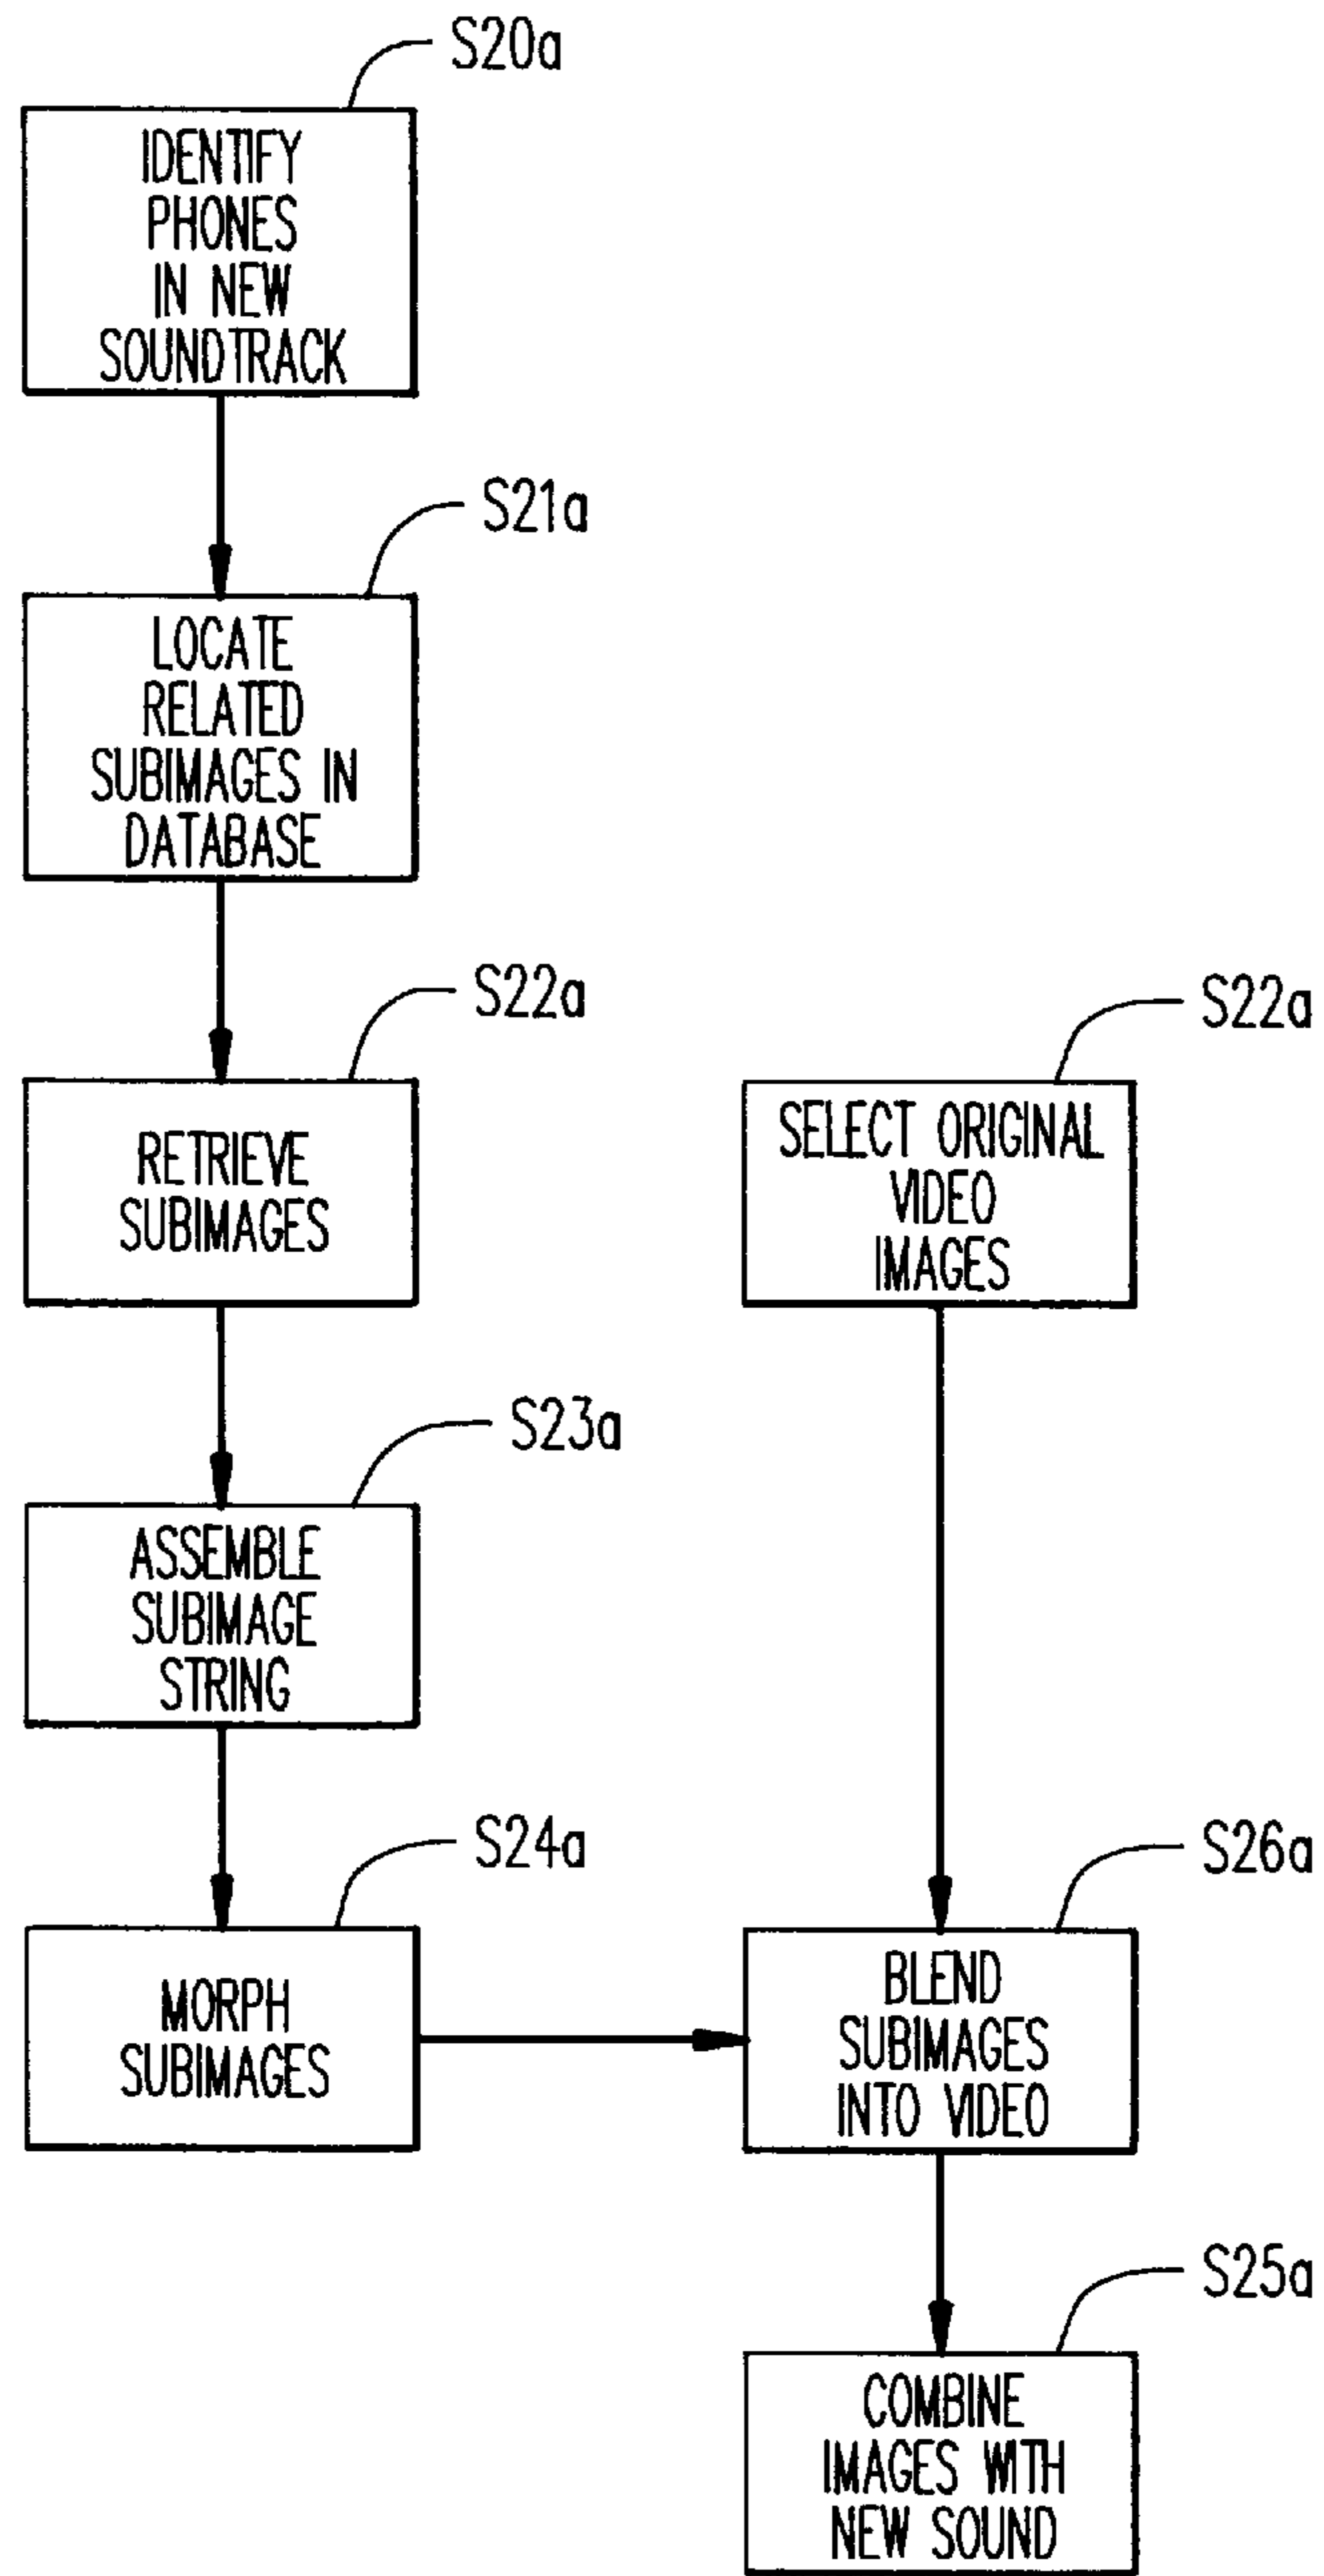 S20a
IDENTIFY
PHONES
IN NEW
SOUNDTRACK
S21a
LOCATE
RELATED
SUBIMAGES IN
DATABASE
S22a
RETRIEVE
SUBIMAGES
S22a
SELECT ORIGINAL
VIDEO
IMAGES
S23a
ASSEMBLE
SUBIMAGE
STRING
S24a
MORPH
SUBIMAGES
S26a
BLEND
SUBIMAGES
INTO VIDEO
S25a
COMBINE
IMAGES WITH
NEW SOUND